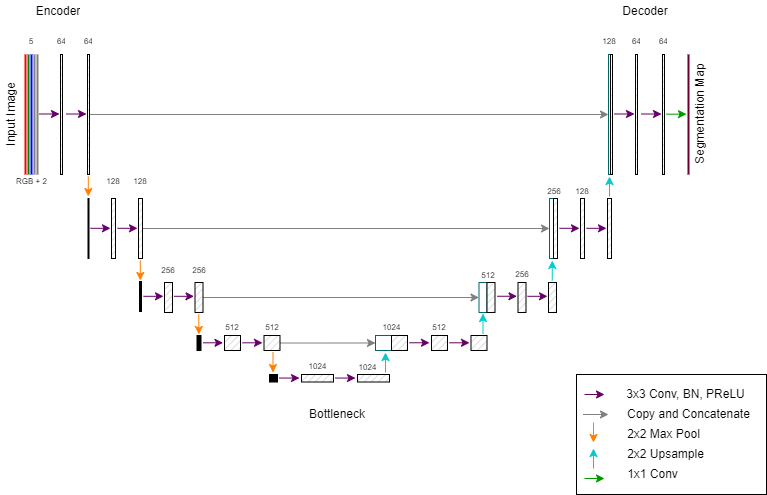 Encoder
Decoder
5
64
64
128
64
64
Input Image
Segmentation Map
RGB + 2
128
128
256
128
256
256
512
256
512
512
1024
512
1024
1024
Bottleneck
3x3 Conv, BN, PReLU
Copy and Concatenate
2x2 Max Pool
2x2 Upsample
1x1 Conv